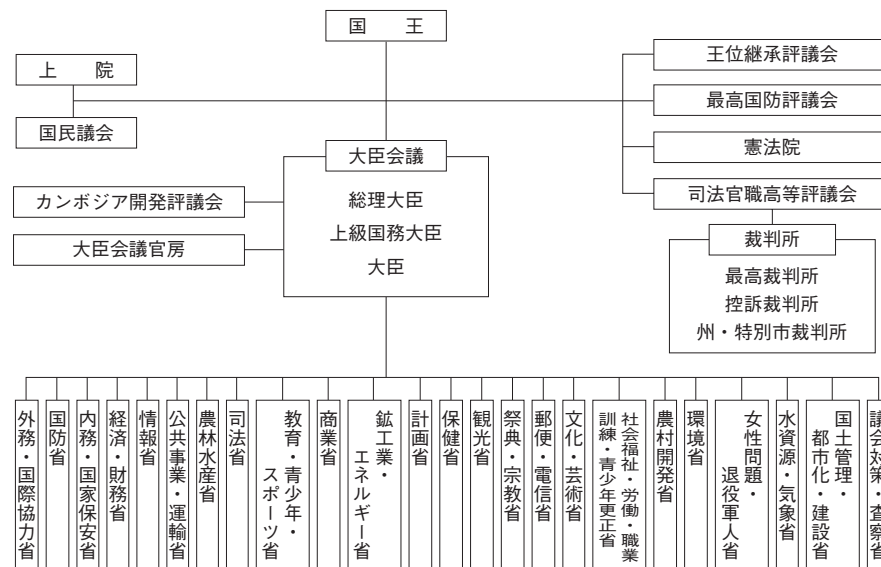 国　王
上　院
国民議会
王位継承評議会
最高国防評議会
憲法院
司法官職高等評議会
大臣会議
総理大臣
上級国務大臣
大臣
カンボジア開発評議会
大臣会議官房
裁判所
最高裁判所
控訴裁判所
州・特別市裁判所
外務・国際協力省
国防省
内務・国家保安省
経済・財務省
情報省
公共事業・運輸省
農林水産省
司法省
教育・青少年・
スポーツ省
商業省
鉱工業・
エネルギー省
計画省
保健省
観光省
祭典・宗教省
郵便・電信省
文化・芸術省
社会福祉・労働・職業
訓練・青少年更正省
農村開発省
環境省
女性問題・
退役軍人省
水資源・気象省
国土管理・
都市化・建設省
議会対策・査察省